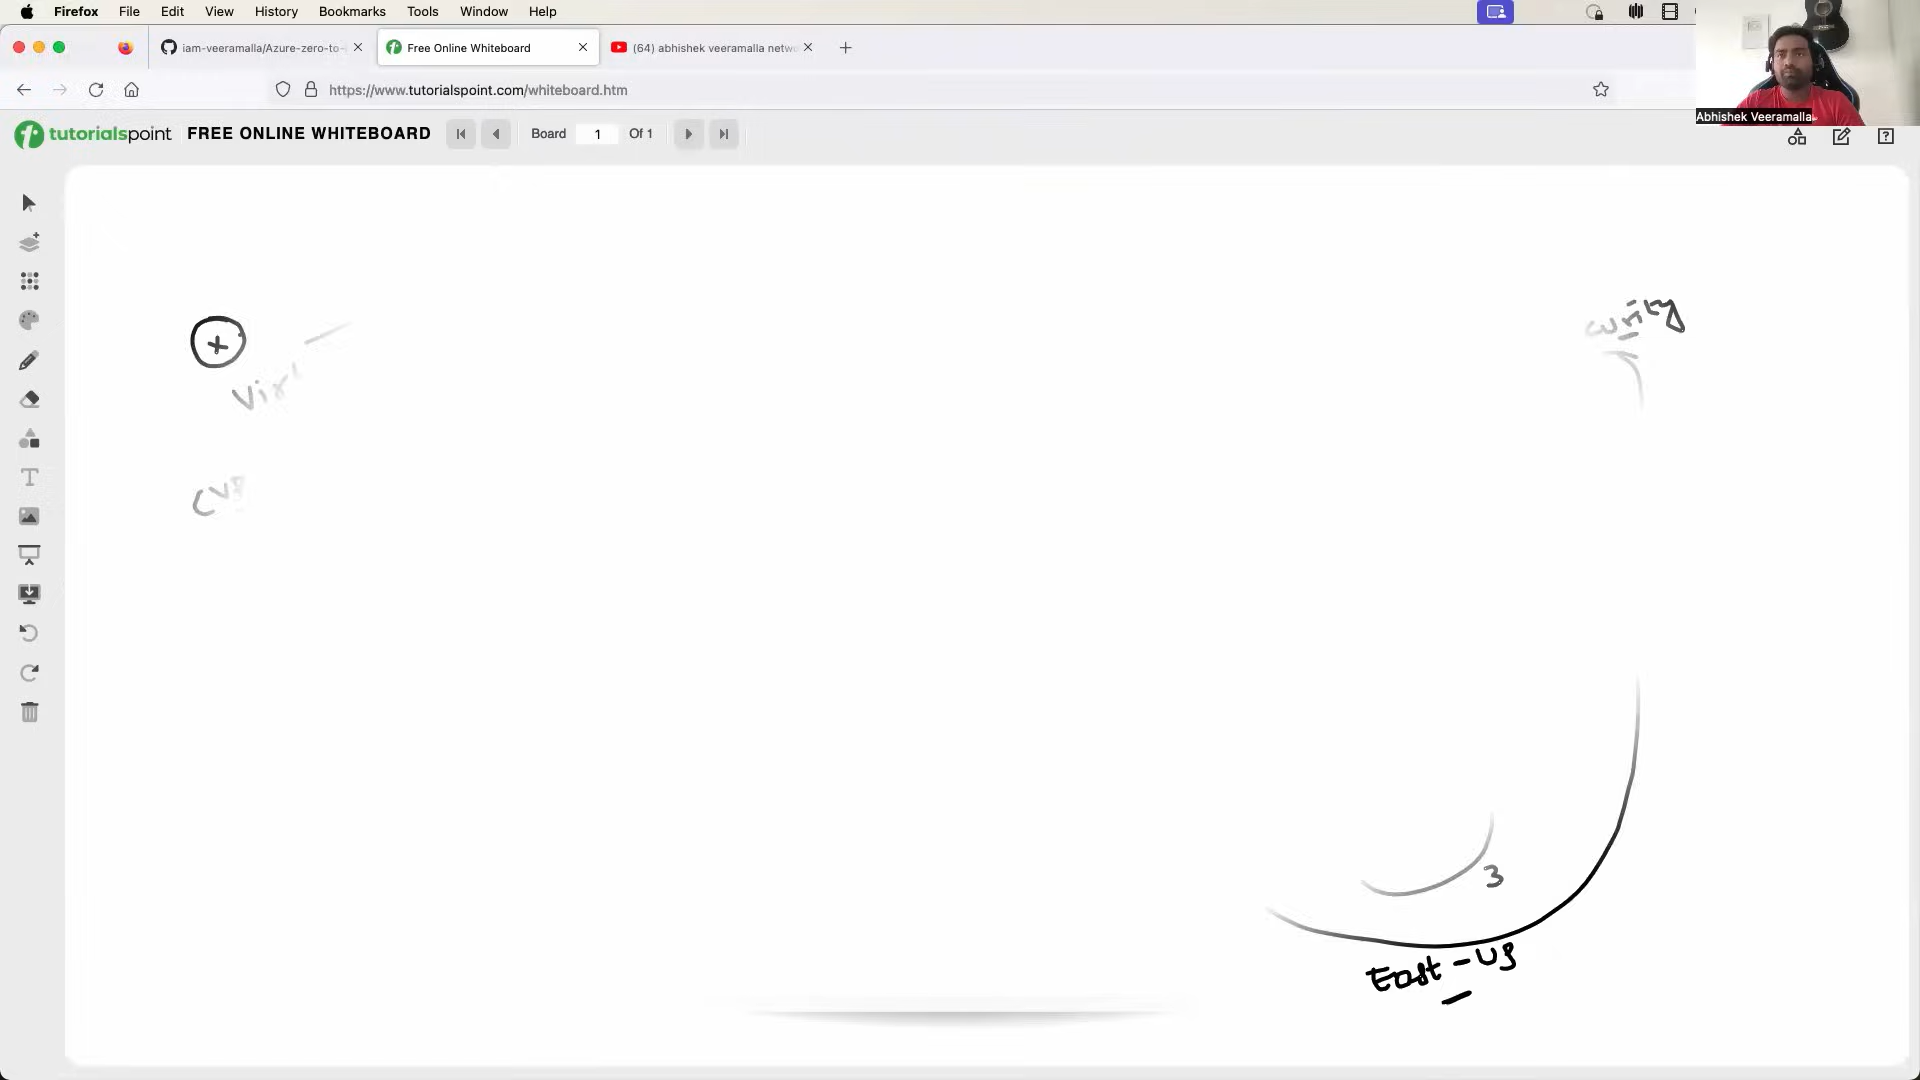 Firefox File Edit View History Bookmarks Tools Window Help
iam-veeramalla/Azure-zero-to- Free Online Whiteboard (64) abhishek veeramalla netw
https://www.tutorialspoint.com/whiteboard.htm
Abhishek Veeramalla
tutorialspoint FREE ONLINE WHITEBOARD Board 1 Of 1
+
3
East-US